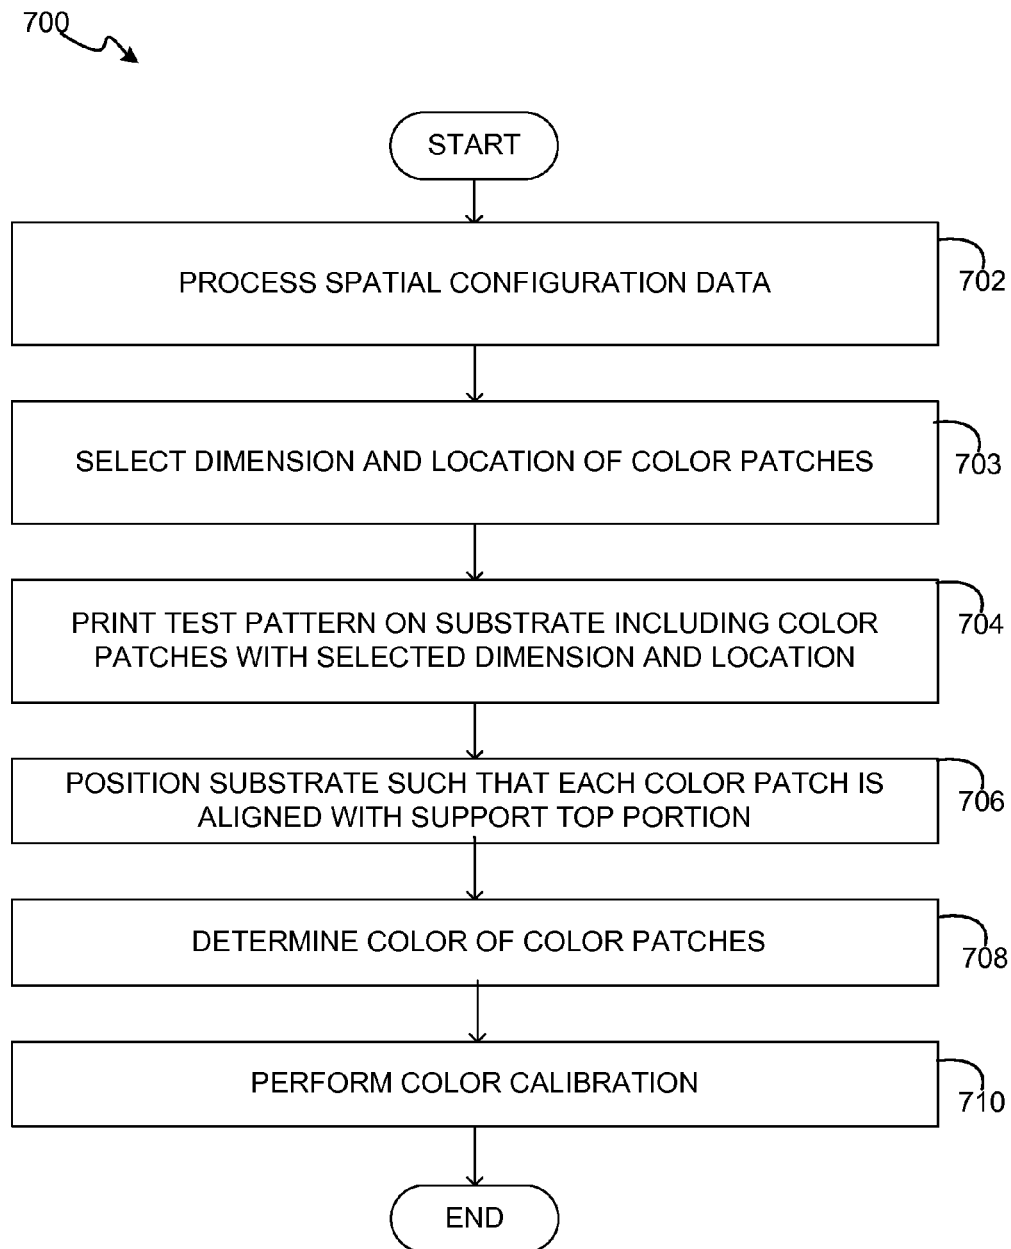 700
START
PROCESS SPATIAL CONFIGURATION DATA
702
SELECT DIMENSION AND LOCATION OF COLOR PATCHES
703
PRINT TEST PATTERN ON SUBSTRATE INCLUDING COLOR
PATCHES WITH SELECTED DIMENSION AND LOCATION
704
POSITION SUBSTRATE SUCH THAT EACH COLOR PATCH IS
ALIGNED WITH SUPPORT TOP PORTION
706
DETERMINE COLOR OF COLOR PATCHES
708
PERFORM COLOR CALIBRATION
710
END